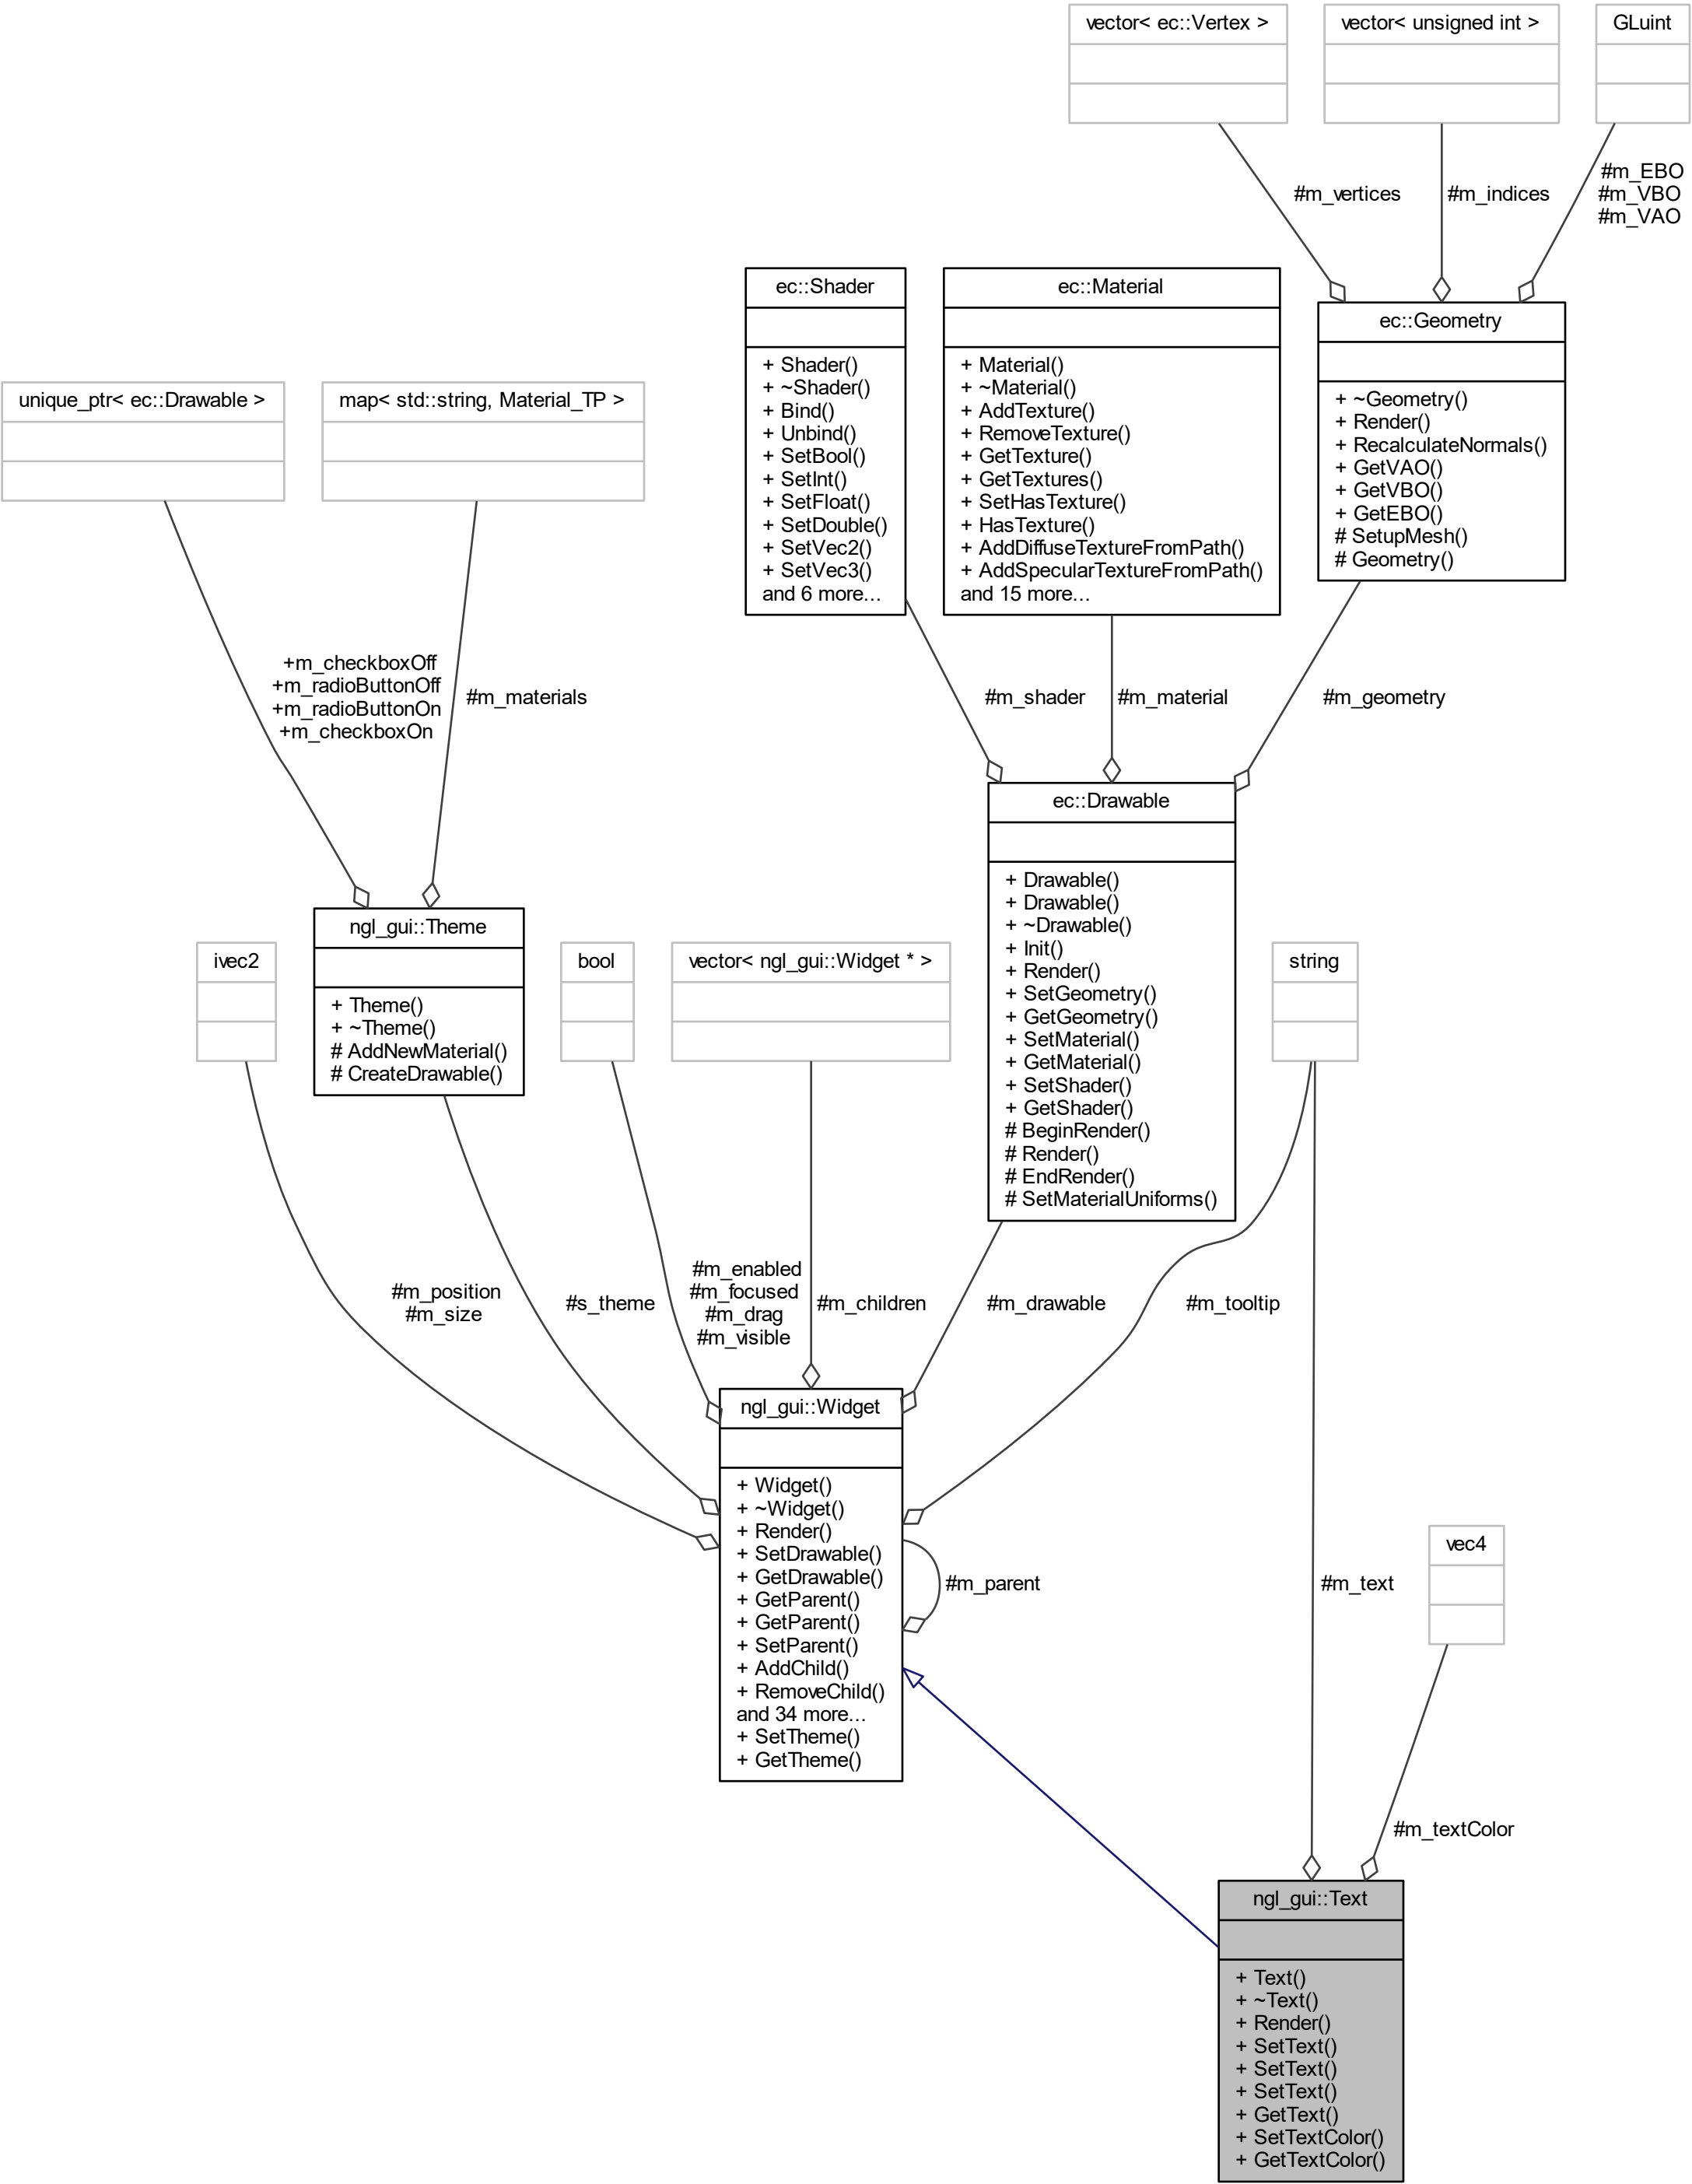 vector< ec::Vertex >
vector< unsigned int >
GLuint
#m_vertices
#m_indices
#m_EBO
#m_VBO
#m_VAO
ec::Shader
+ Shader()
+ ~Shader()
+ Bind()
+ Unbind()
+ SetBool()
+ SetInt()
+ SetFloat()
+ SetDouble()
+ SetVec2()
+ SetVec3()
and 6 more...
ec::Material
+ Material()
+ ~Material()
+ AddTexture()
+ RemoveTexture()
+ GetTexture()
+ GetTextures()
+ SetHasTexture()
+ HasTexture()
+ AddDiffuseTextureFromPath()
+ AddSpecularTextureFromPath()
and 15 more...
ec::Geometry
+ ~Geometry()
+ Render()
+ RecalculateNormals()
+ GetVAO()
+ GetVBO()
+ GetEBO()
# SetupMesh()
# Geometry()
unique_ptr< ec::Drawable >
map< std::string, Material_TP >
+m_checkboxOff
+m_radioButtonOff
+m_radioButtonOn
+m_checkboxOn
#m_materials
#m_shader
#m_material
#m_geometry
ec::Drawable
+ Drawable()
+ Drawable()
+ ~Drawable()
+ Init()
+ Render()
+ SetGeometry()
+ GetGeometry()
+ SetMaterial()
+ GetMaterial()
+ SetShader()
+ GetShader()
# BeginRender()
# Render()
# EndRender()
# SetMaterialUniforms()
ivec2
ngl_gui::Theme
+ Theme()
+ ~Theme()
# AddNewMaterial()
# CreateDrawable()
bool
vector< ngl_gui::Widget * >
string
#m_position
#m_size
#s_theme
#m_enabled
#m_focused
#m_drag
#m_visible
#m_children
#m_drawable
#m_tooltip
ngl_gui::Widget
+ Widget()
+ ~Widget()
+ Render()
+ SetDrawable()
+ GetDrawable()
+ GetParent()
+ GetParent()
+ SetParent()
+ AddChild()
+ RemoveChild()
and 34 more...
+ SetTheme()
+ GetTheme()
#m_parent
#m_text
vec4
#m_textColor
ngl_gui::Text
+ Text()
+ ~Text()
+ Render()
+ SetText()
+ SetText()
+ SetText()
+ GetText()
+ SetTextColor()
+ GetTextColor()